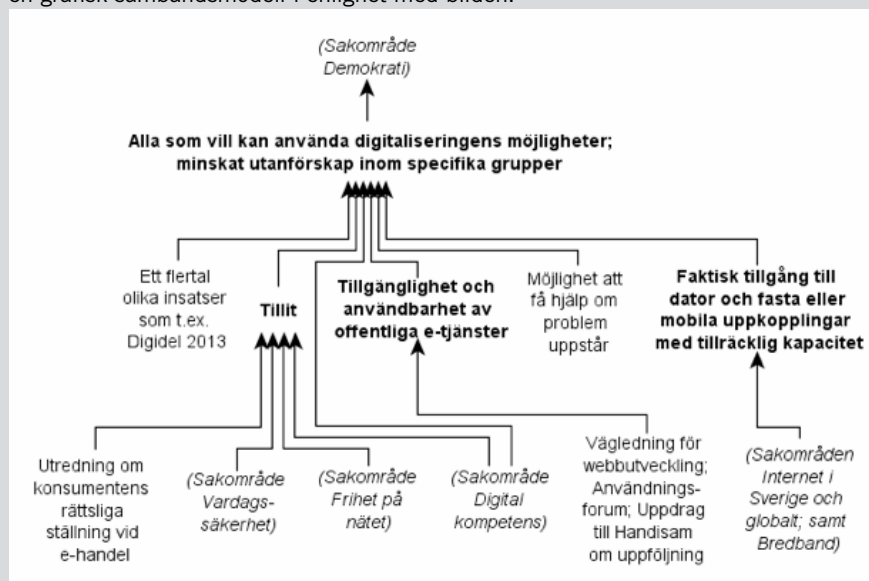 en grafisk sambandsmodell i enlighet med bilden.
(Sakområde
Demokrati)
Alla som vill kan använda digitaliseringens möjligheter;
minskat utanförskap inom specifika grupper
Ett flertal
olika insatser
som t.ex.
Digidel 2013
Tillit
Tillgänglighet och
användbarhet av
offentliga e-tjänster
Möjlighet att
få hjälp om
problem
uppstår
Faktisk tillgång till
dator och fasta eller
mobila uppkopplingar
med tillräcklig kapacitet
Utredning om
konsumentens
rättsliga
ställning vid
e-handel
(Sakområde
Vardags-
säkerhet)
(Sakområde
Frihet på
nätet)
(Sakområde
Digital
kompetens)
Vägledning för
webbutveckling;
Användnings-
forum; Uppdrag
till Handisam
om uppföljning
(Sakområden
Internet i
Sverige och
globalt; samt
Bredband)